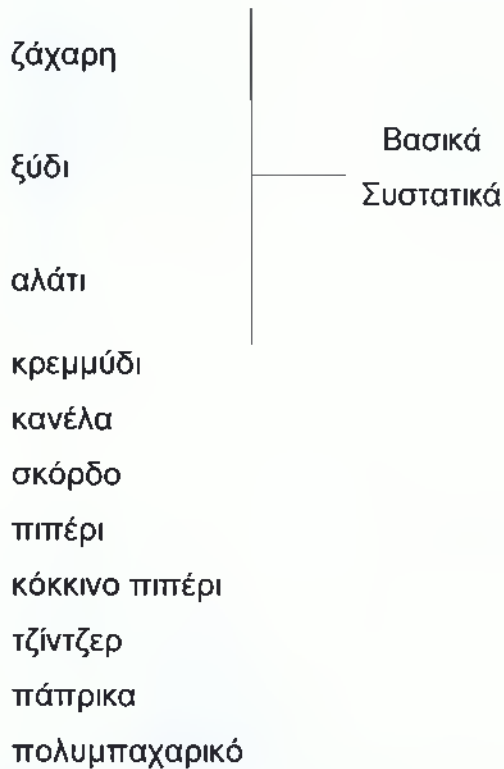 ζάχαρη
ξύδι
αλάτι
Βασικά
Συστατικά
κρεμμύδι
κανέλα
σκόρδο
πιπέρι
κόκκινο πιπέρι
τζίντζερ
πάπρικα
πολυμπαχαρικό